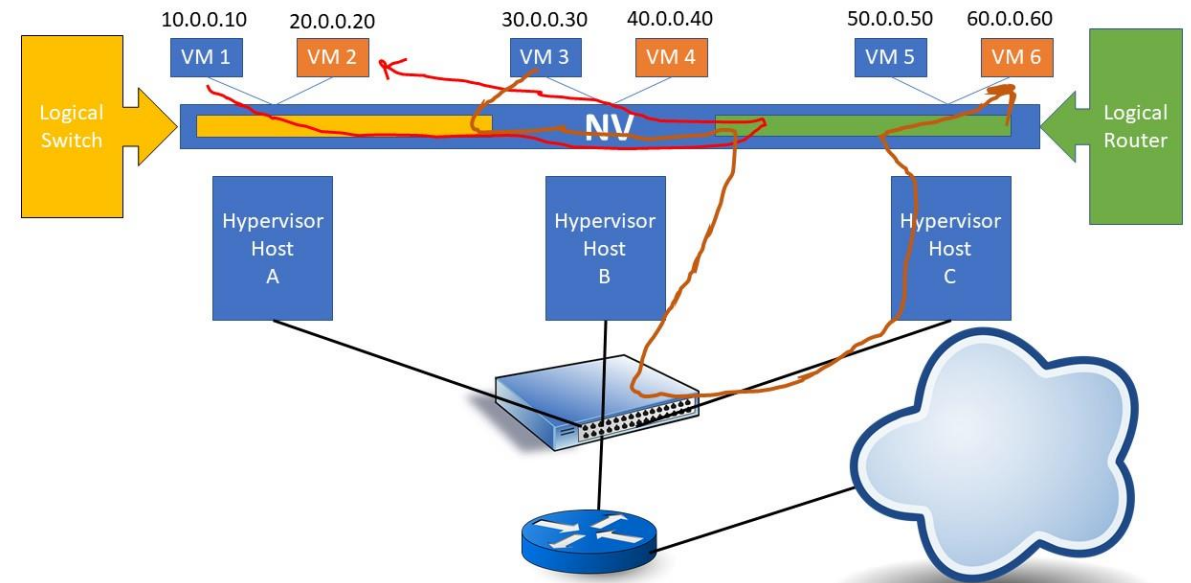 10.0.0.10
20.0.0.20
30.0.0.30
40.0.0.40
50.0.0.50
60.0.0.60
VM 1
VM 2
VM 3
VM 4
VM 5
VM 6
Logical
Switch
NV
Logical
Router
Hypervisor
Host
A
Hypervisor
Host
B
Hypervisor
Host
C